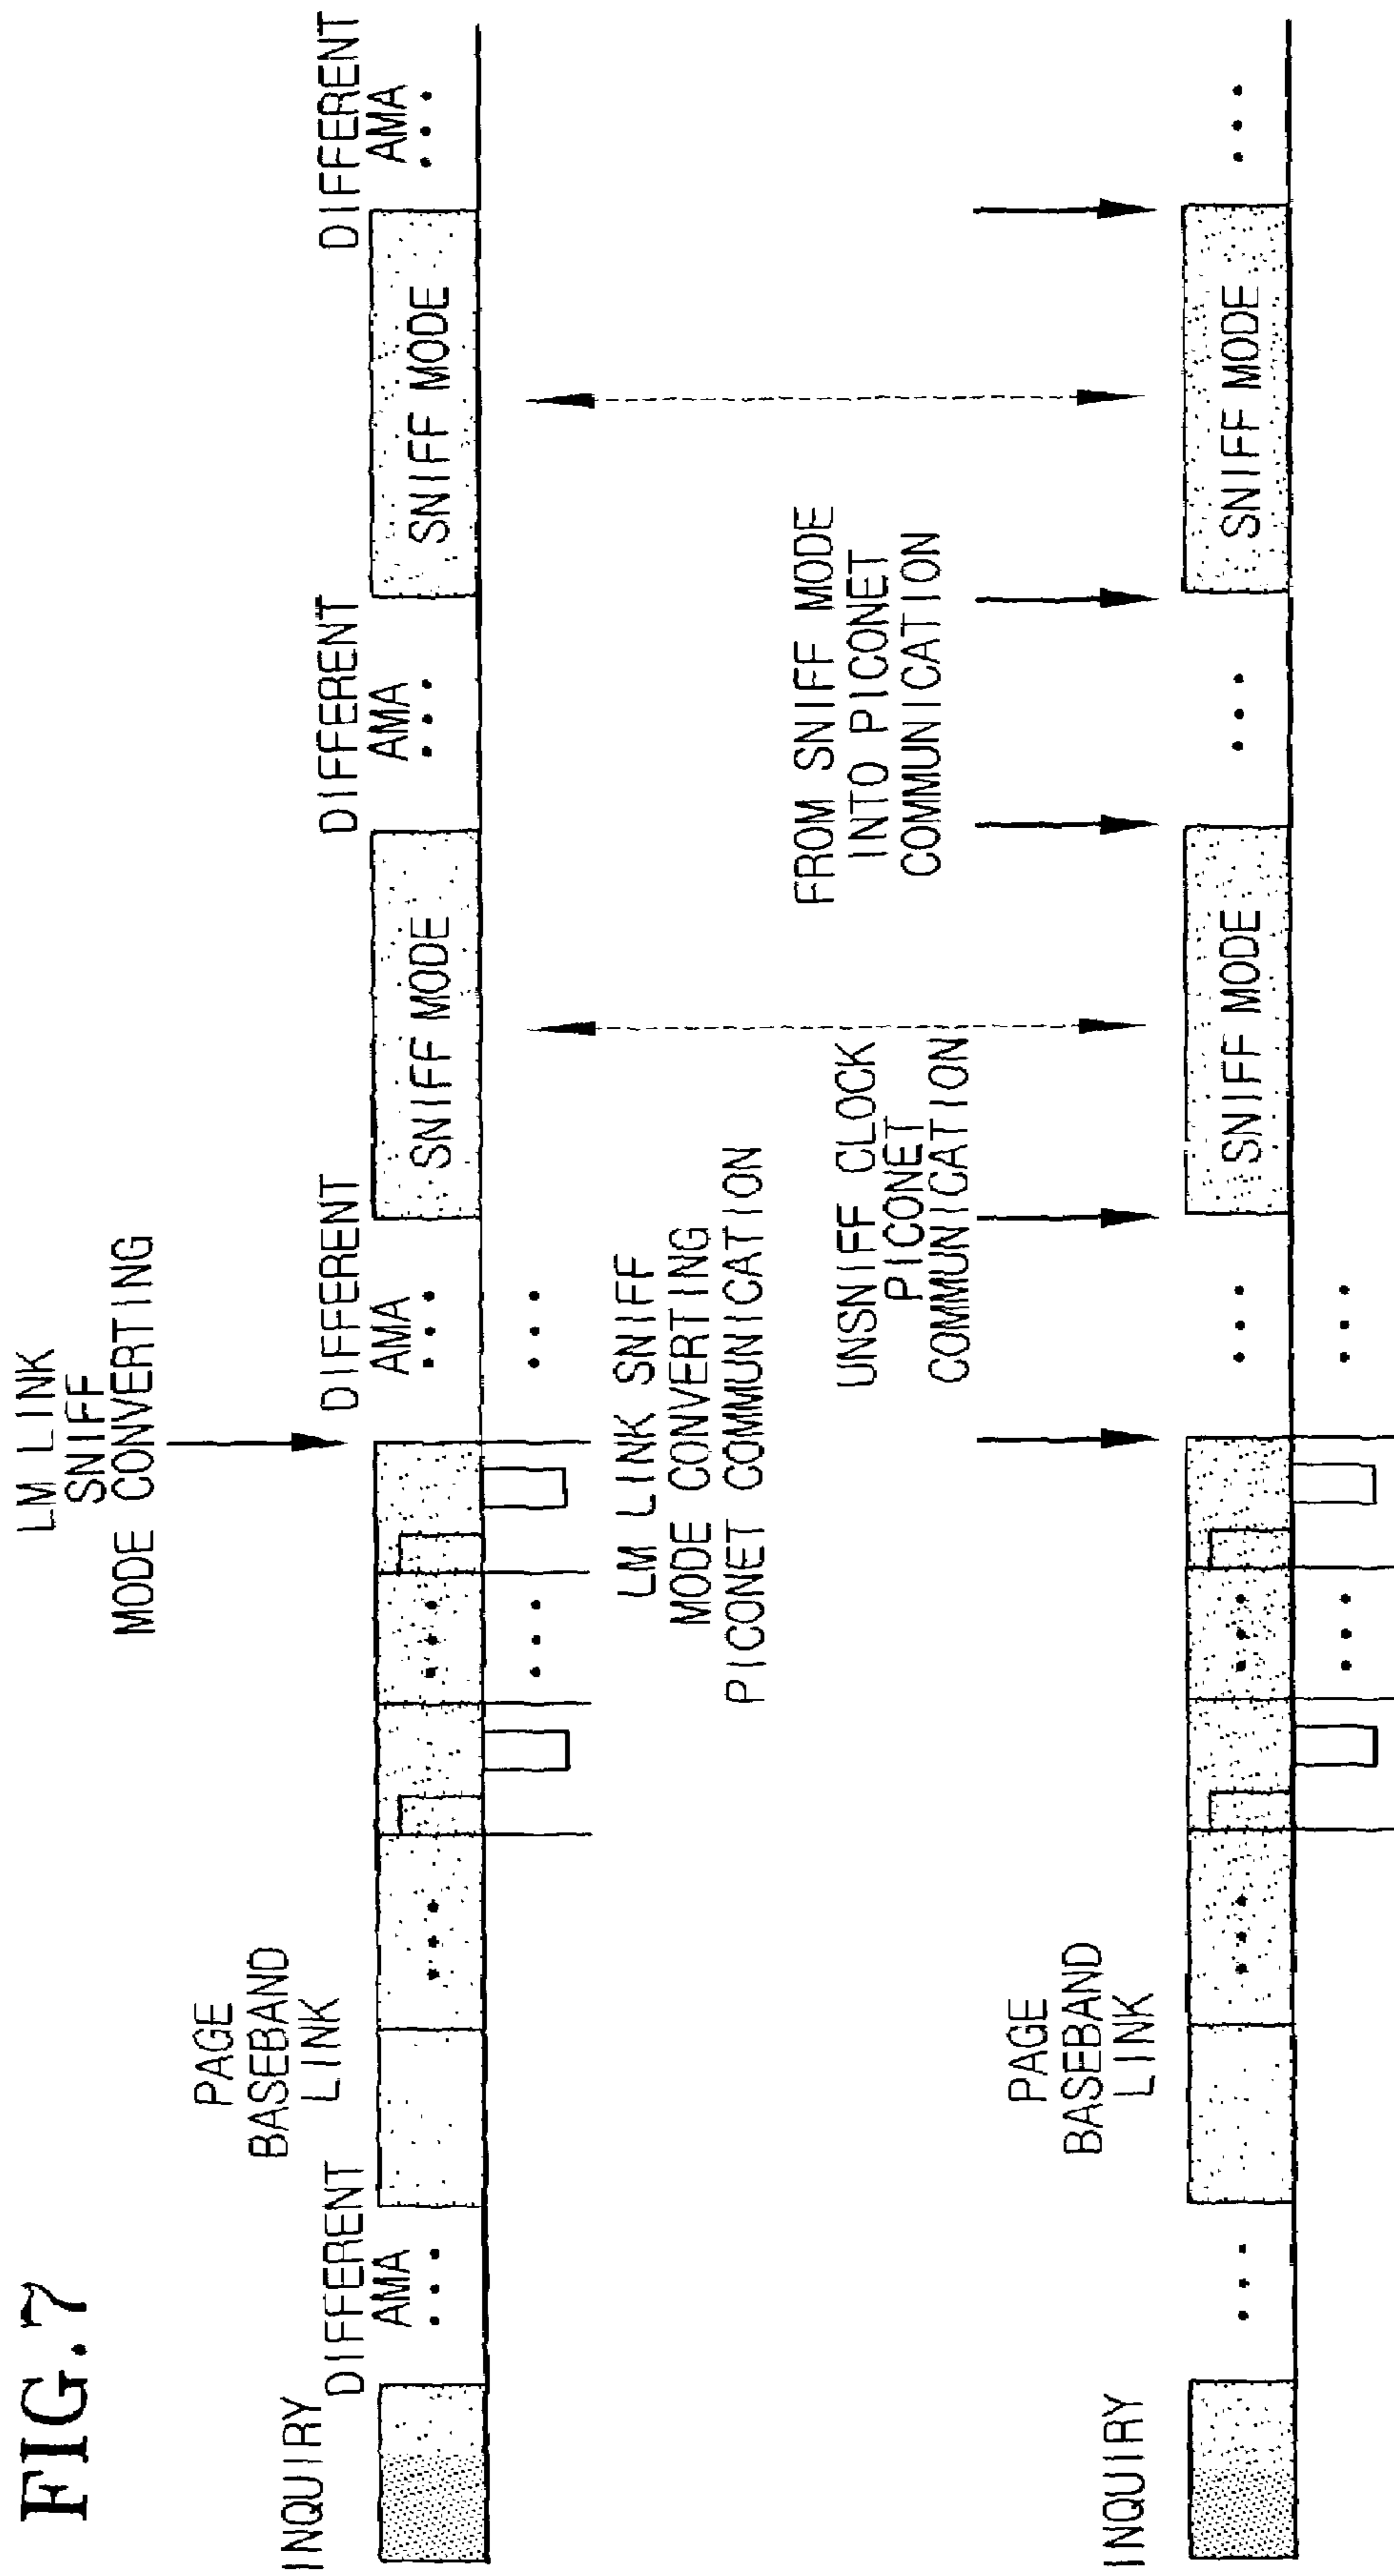 FIG.7
LM LINK
SNIFF
MODE CONVERTING
INQUIRY
DIFFERENT
AMA
PAGE
BASEBAND
LINK
DIFFERENT
AMA
SNIFF MODE
DIFFERENT
AMA
SNIFF MODE
DIFFERENT
AMA
LM LINK SNIFF
MODE CONVERTING
PICONET COMMUNICATION
UNSNIFF CLOCK
PICONET
COMMUNICATION
FROM SNIFF MODE
INTO PICONET
COMMUNICATION
INQUIRY
PAGE
BASEBAND
LINK
SNIFF MODE
SNIFF MODE